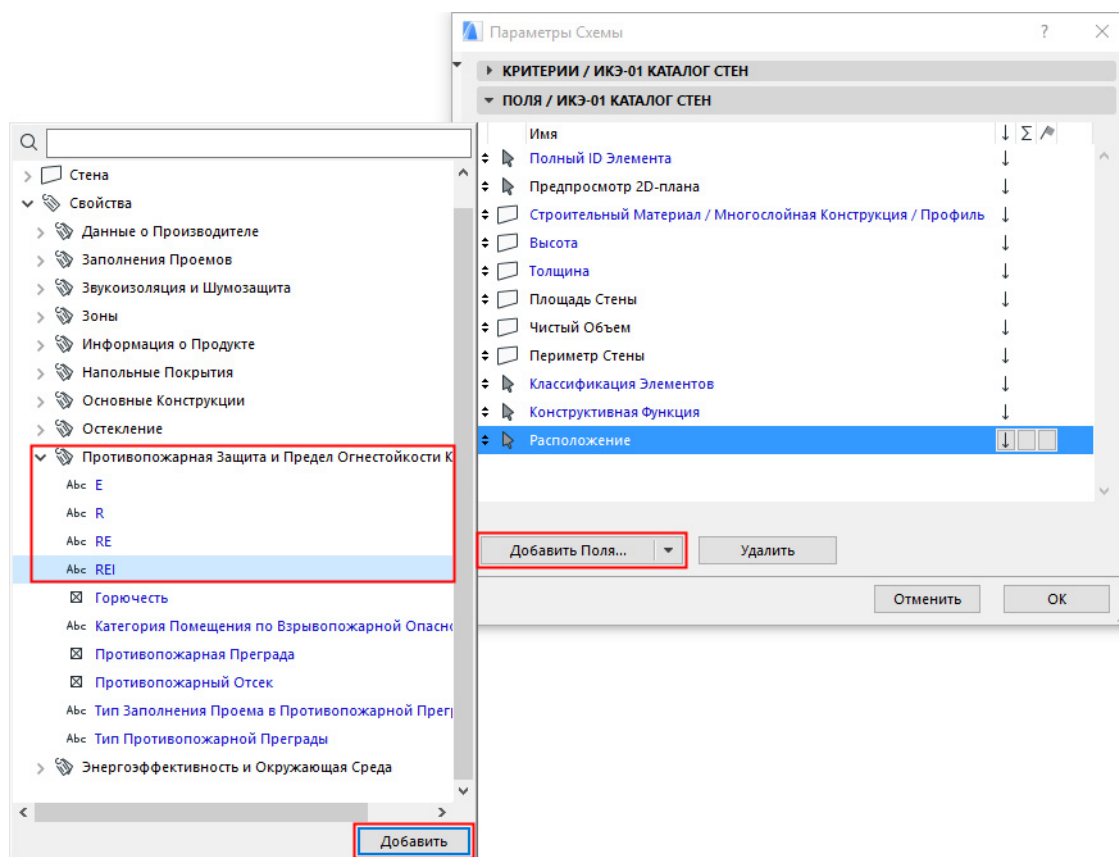 Параметры Схемы
?
КРИТЕРИИ / ИКЭ-01 КАТАЛОГ СТЕН
ПОЛЯ / ИКЭ-01 КАТАЛОГ СТЕН
Имя
Полный ID Элемента
Предпросмотр 2D-плана
Строительный Материал / Многослойная Конструкция / Профиль
Высота
Толщина
Площадь Стены
Чистый Объем
Периметр Стены
Классификация Элементов
Конструктивная Функция
Расположение
Добавить Поля...
Удалить
Отменить
ОК
Стена
Свойства
Данные о Производителе
Заполнения Проемов
Звукоизоляция и Шумозащита
Зоны
Информация о Продукте
Напольные Покрытия
Основные Конструкции
Остекление
Противопожарная Защита и Предел Огнестойкости К
Abc E
Abc R
Abc RE
Abc REI
Горючесть
Abc Категория Помещения по Взрывопожарной Опасно
Противопожарная Преграда
Противопожарный Отсек
Abc Тип Заполнения Проема в Противопожарной Прегр
Abc Тип Противопожарной Преграды
Энергоэффективность и Окружающая Среда
Добавить